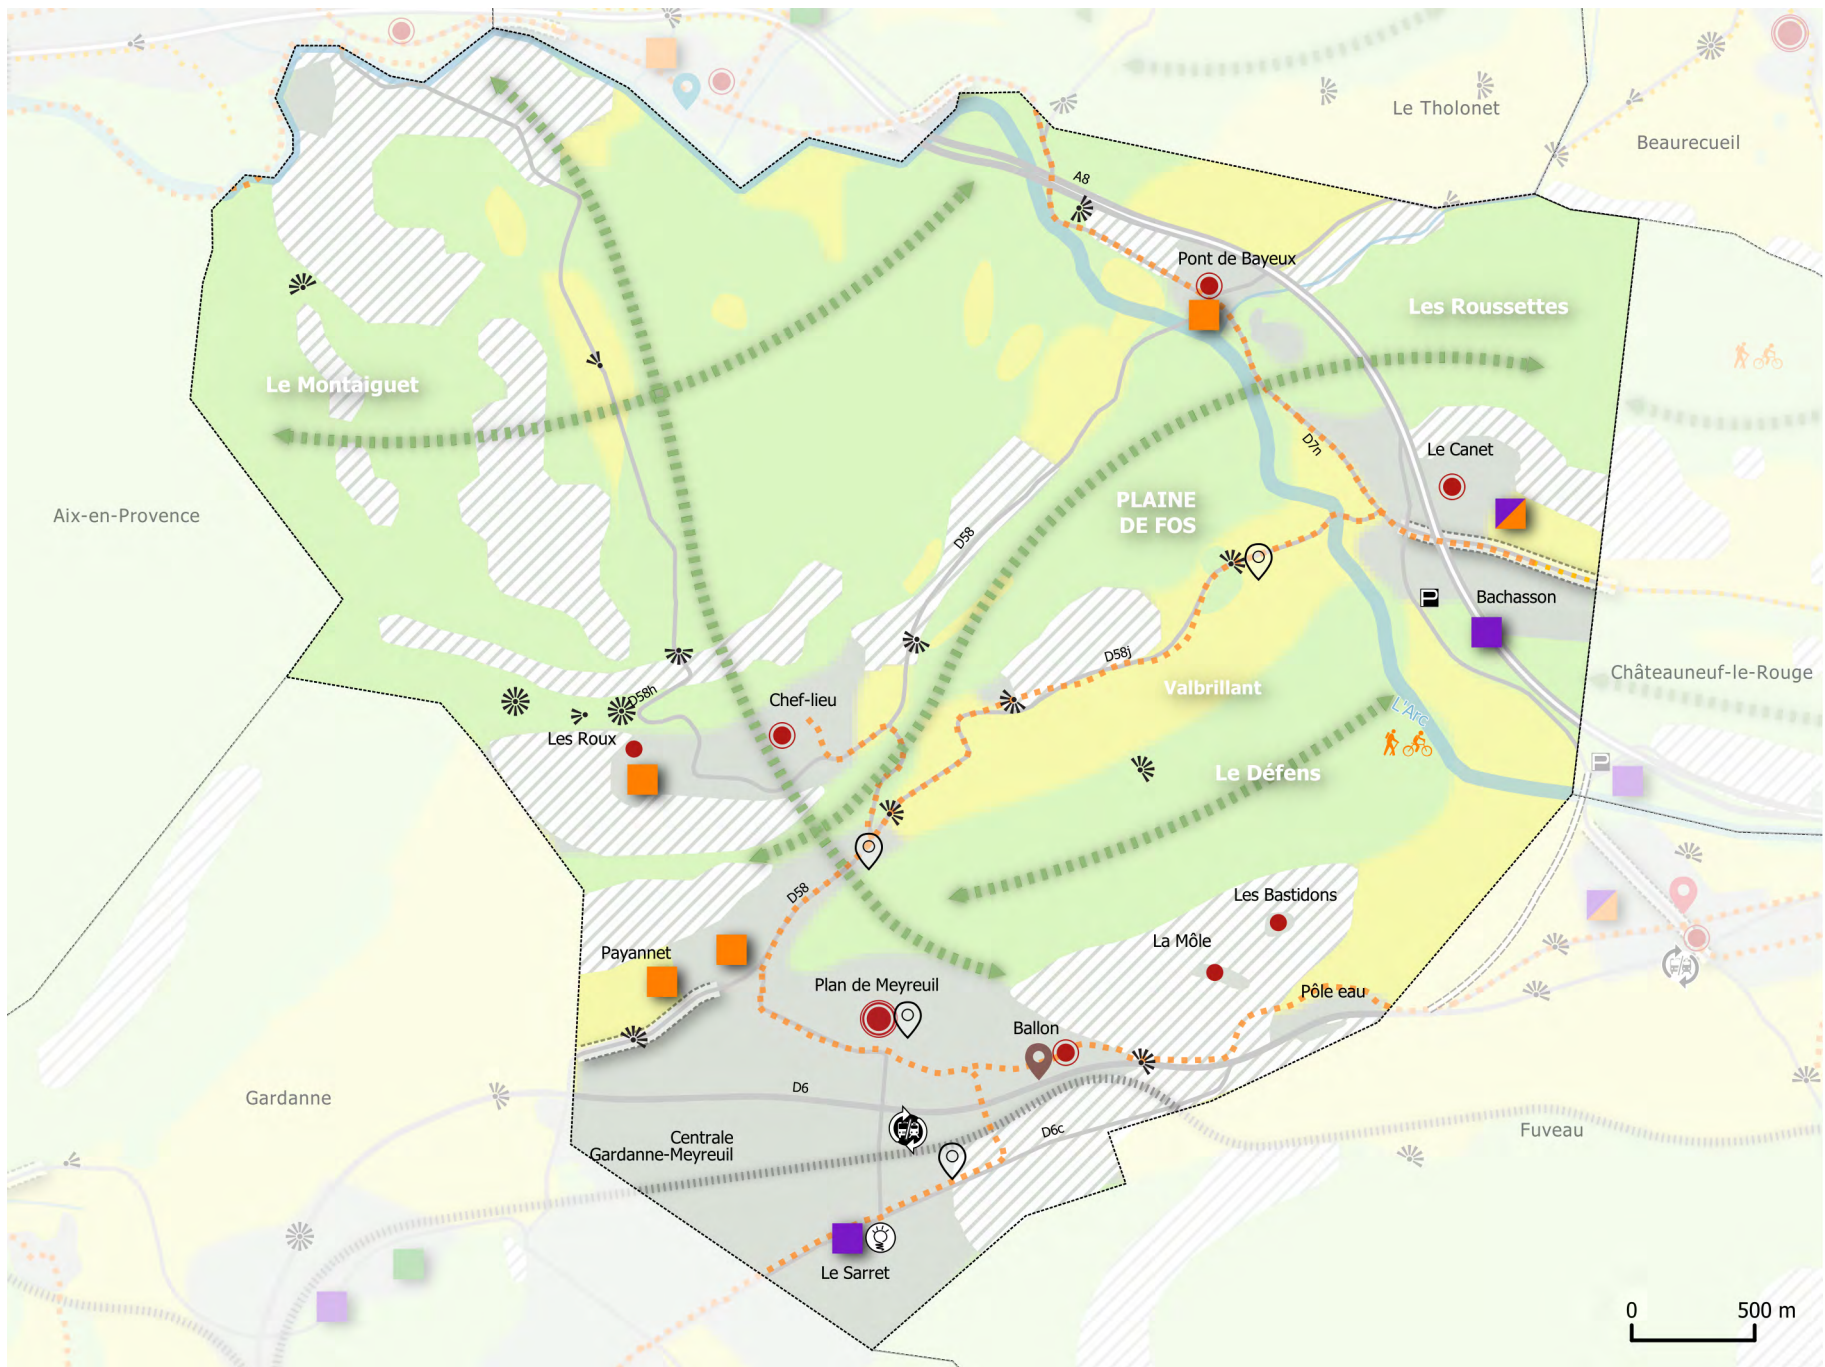 Le Tholonet
Beaurecueil
A8
Pont de Bayeux
Les Roussettes
Le Montaiguet
D7n
Le Canet
PLAINE
DE FOS
Aix-en-Provence
D58
Bachasson
D58j
Châteauneuf-le-Rouge
Valbrillant
D58h
Chef-lieu
L'Arc
Les Roux
Le Défens
D58
Les Bastidons
La Môle
Payannet
Plan de Meyreuil
Pôle eau
Ballon
D6
Gardanne
D6c
Fuveau
Centrale
Gardanne-Meyreuil
Le Sarret
0 500 m